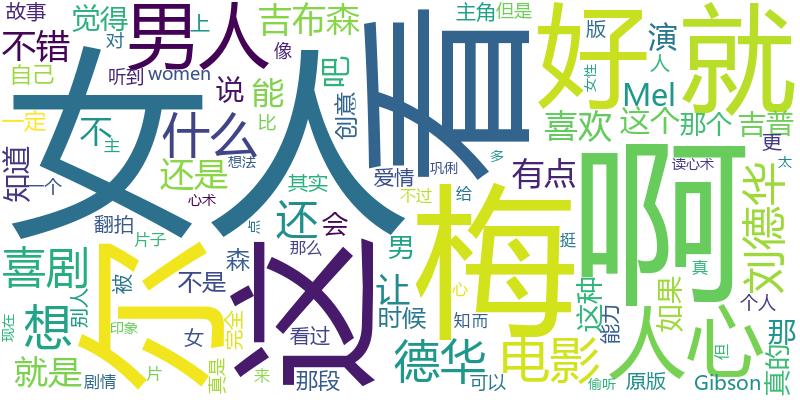 故事
觉得
上
男人
吉布森
主角
但是
版
演
好
就
不错
对
像
人
女性
自己
听到
women
能
吧
Mel
看
女人
说
创意
喜欢
这个
那个
吉普
一定
不
主
什么
比
更
知道
一个
还是
想法
其实
爱情
巩俐
多
有点
啊
读心术
太
心术
不过
给
刘德华
翻拍
点
还
会
梅
片子
那么
你
这
男
喜剧
被
不是
森
让
挺
真
个人
如果
人心
这种
能力
那
想
别人
女
完全
看过
时候
心
知而
现在
印象
来
德华
电影
但
真的
就是
剧情
片
真是
那段
可以
偷听
原版
Gibson